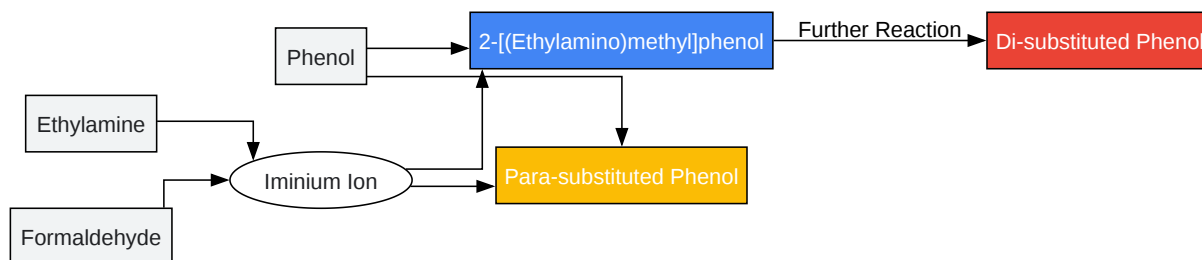 Phenol
2-[(Ethylamino)methyl]phenol
Further Reaction
Di-substituted Phenol
Ethylamine
Iminium Ion
Para-substituted Phenol
Formaldehyde